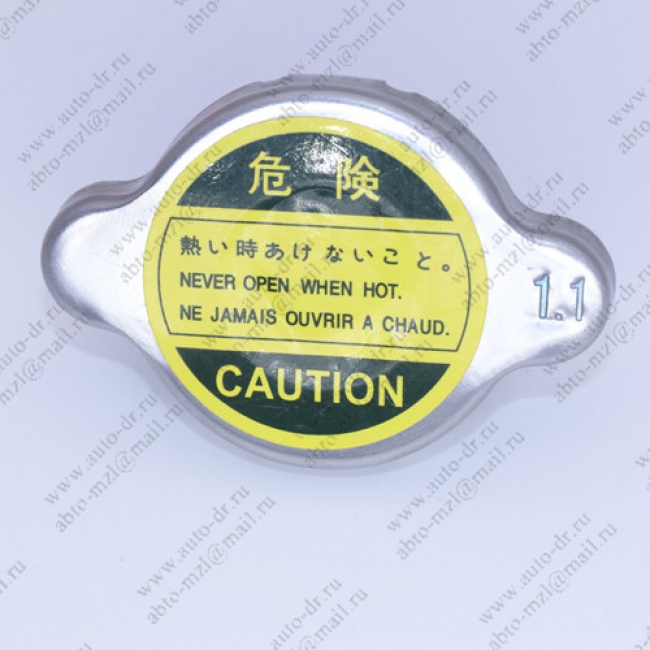 危険
熱い時あけないこと。
NEVER OPEN WHEN HOT.
NE JAMAIS OUVRIR A CHAUD.
CAUTION
1.1
www.auto-dr.ru
abto-mzl@mail.ru